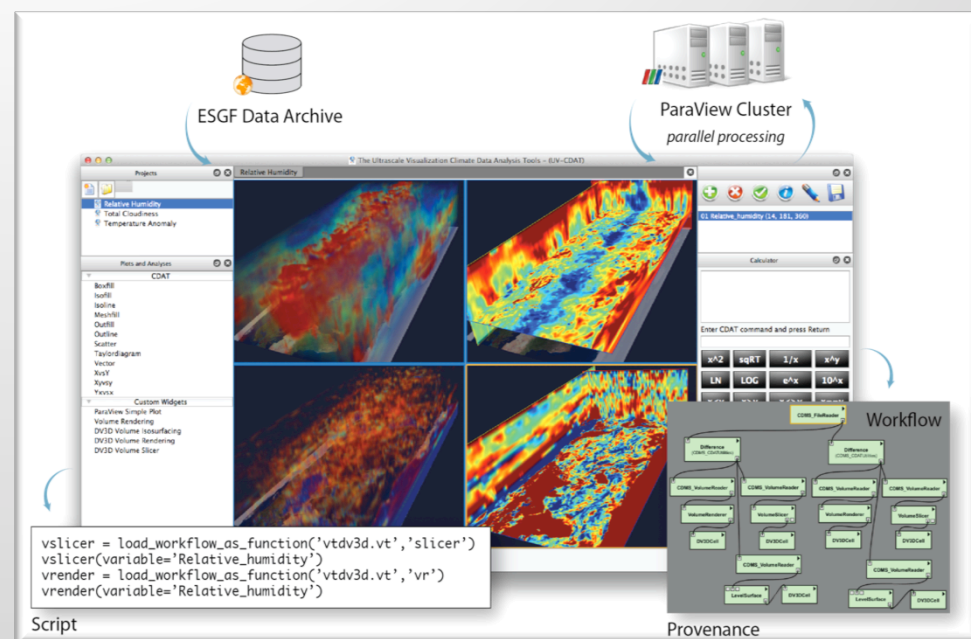 ESGF Data Archive
ParaView Cluster
parallel processing
The Ultrascale Visualization Climate Data Analysis Tools - (UV-CDAT)
Projects
Relative Humidity
Total Cloudiness
Temperature Anomaly
Plots and Analyses
CDAT
Boxfill
Isofill
Isoline
Meshfill
Outfill
Outline
Scatter
Taylordiagram
Vector
XvsY
Xyvsy
Yxvsx
Custom Widgets
ParaView Simple Plot
Volume Rendering
DV3D Volume Isosurfacing
DV3D Volume Rendering
DV3D Volume Slicer
Relative Humidity
01 Relative_humidity (14, 181, 360)
Calculator
Enter CDAT command and press Return
x^2 sqRT 1/x x^y
LN LOG e^x 10^x
Workflow
CDMS_FileReader
Difference
Difference
CDMS_VolumeReader CDMS_VolumeReader CDMS_VolumeReader CDMS_VolumeReader
VolumeRenderer VolumeSlicer VolumeRenderer VolumeSlicer
DV3DCell DV3DCell DV3DCell DV3DCell
CDMS_VolumeReader CDMS_VolumeReader
LevelSurface DV3DCell LevelSurface DV3DCell
Provenance
vslicer = load_workflow_as_function('vtdv3d.vt','slicer')
vslicer(variable='Relative_humidity')
vrender = load_workflow_as_function('vtdv3d.vt','vr')
vrender(variable='Relative_humidity')
Script